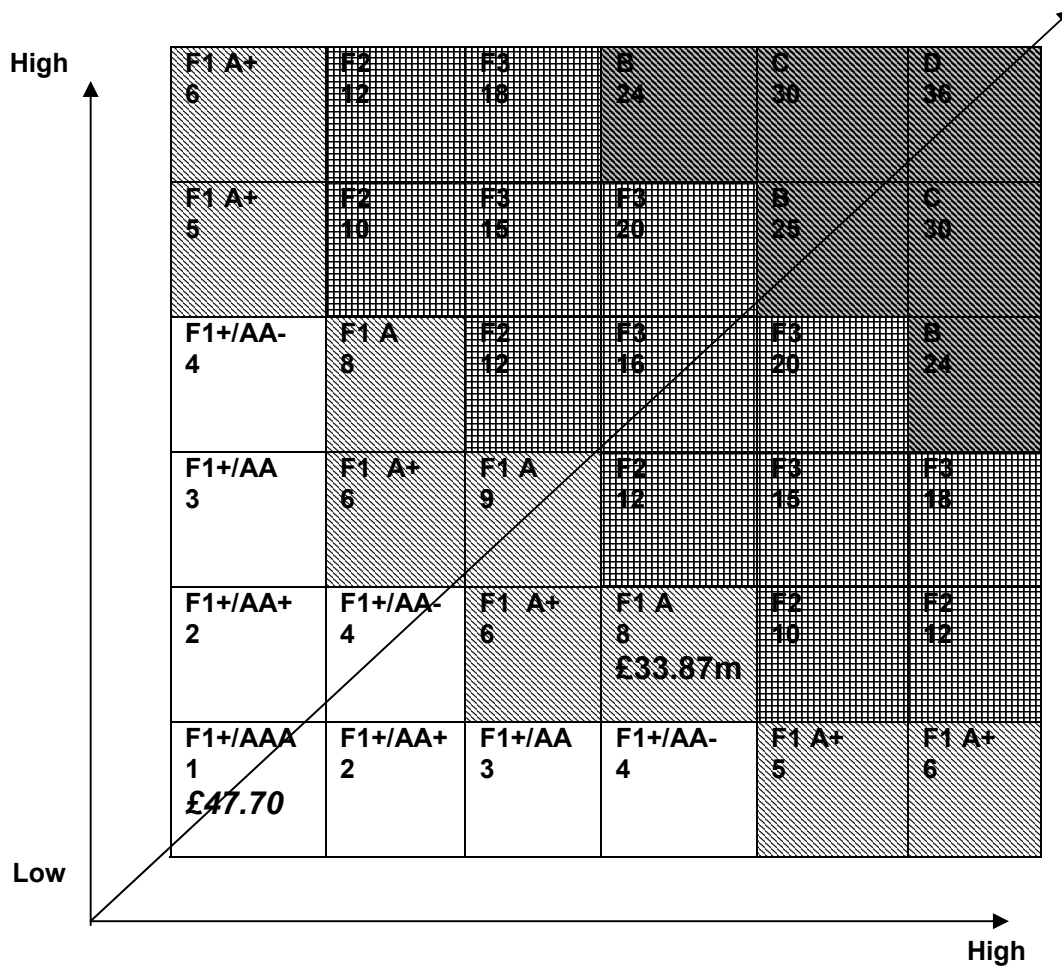 High
F1 A+
6
F2
12
F3
18
B
24
C
30
D
36
F1 A+
5
F2
10
F3
15
F3
20
B
25
C
30
F1+/AA-
4
F1 A
8
F2
12
F3
16
F3
20
B
24
F1+/AA
3
F1 A+
6
F1 A
9
F2
12
F3
15
F3
18
F1+/AA+
2
F1+/AA-
4
F1 A+
6
F1 A
8
£33.87m
F2
10
F2
12
F1+/AAA
1
£47.70
F1+/AA+
2
F1+/AA
3
F1+/AA-
4
F1 A+
5
F1 A+
6
Low
High